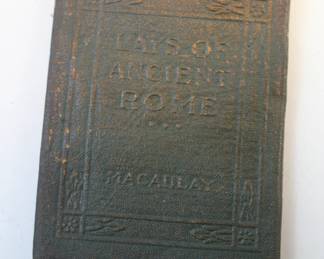 LAYS OF
ANCIENT
ROME
MACAULAY